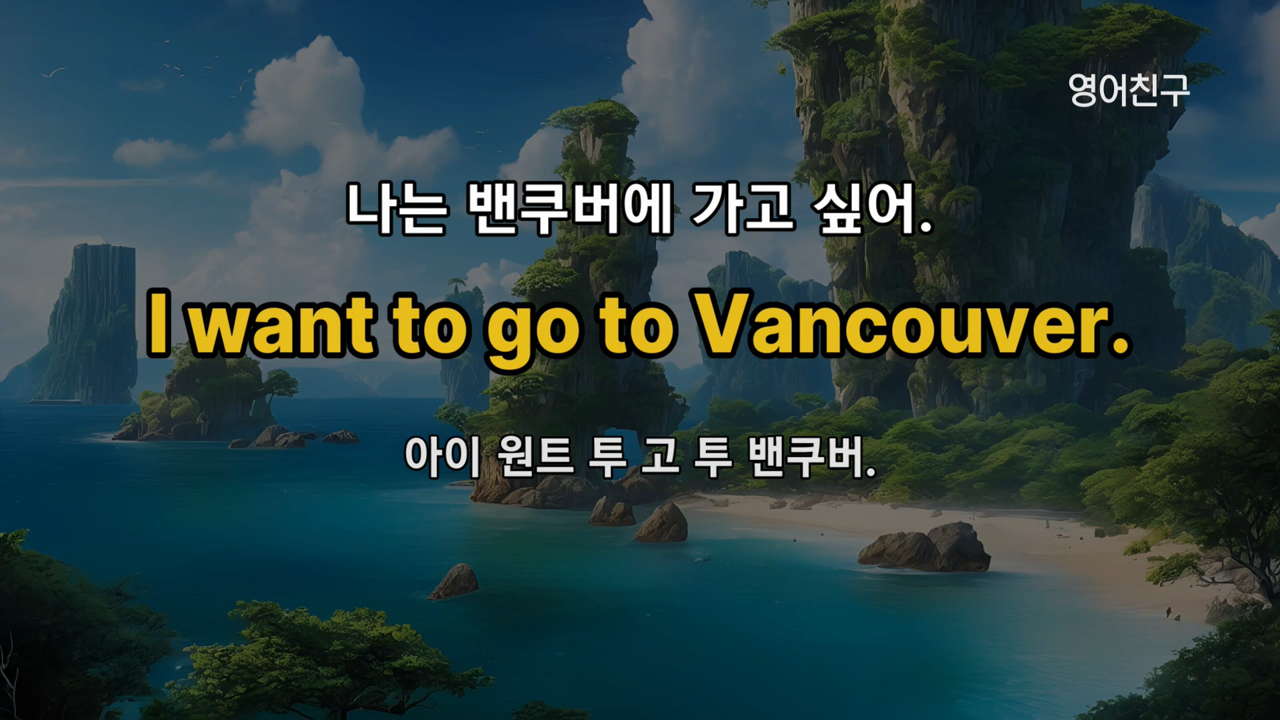 영어친구
나는 밴쿠버에 가고 싶어.
I want to go to Vancouver.
아이 원트 투 고 투 밴쿠버.